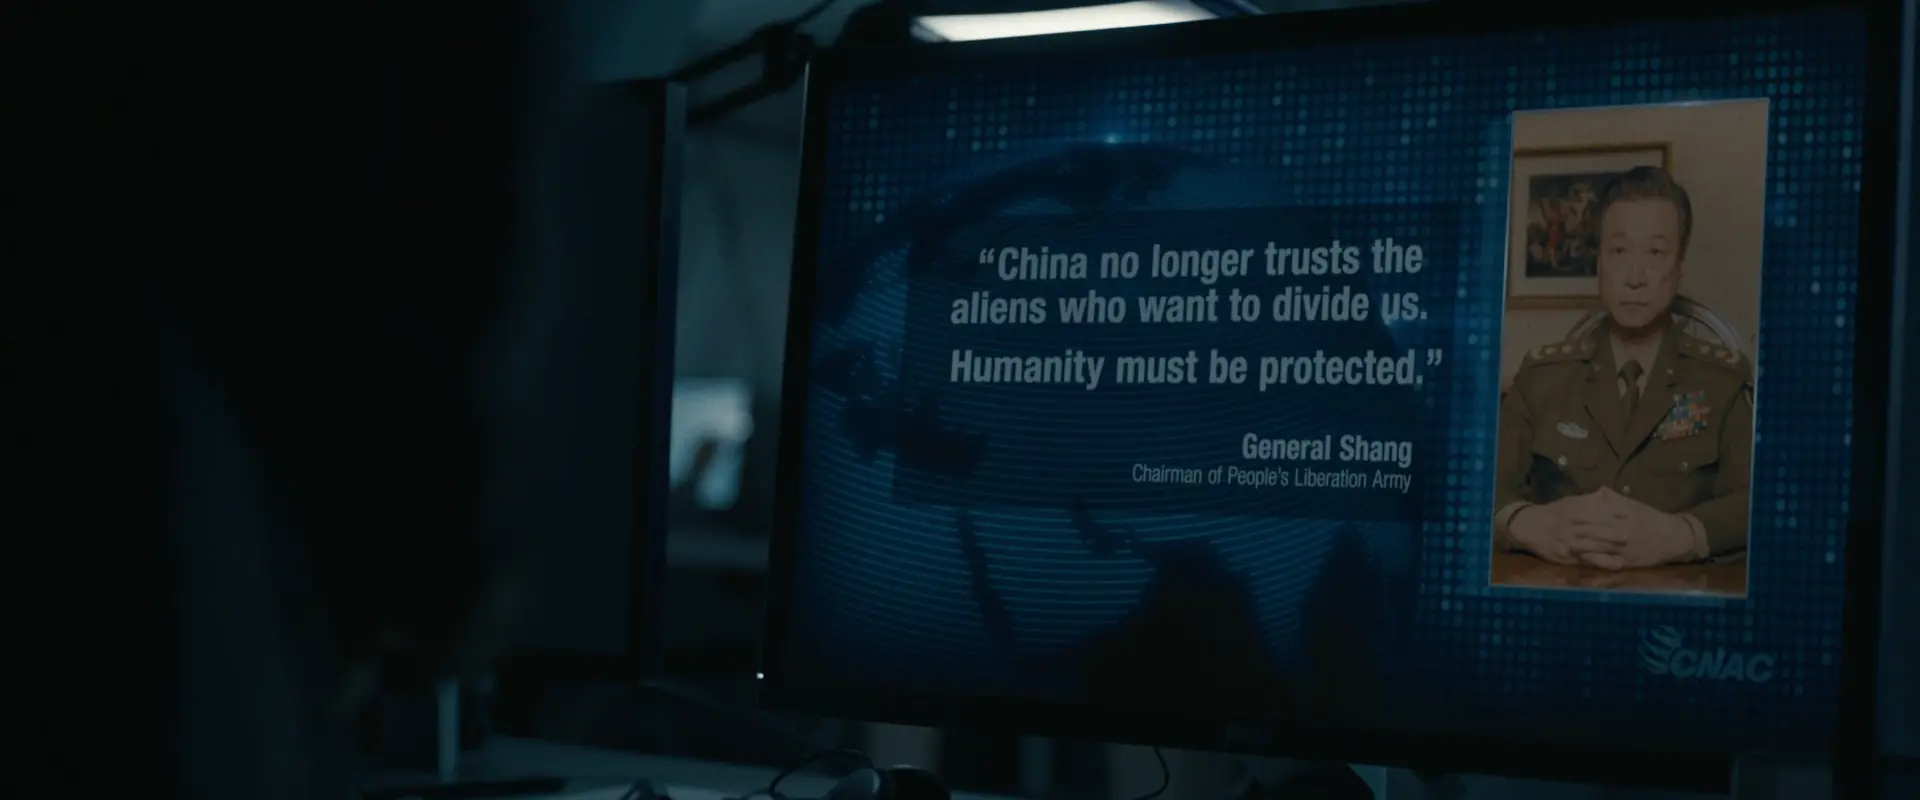 “China no longer trusts the
aliens who want to divide us.
Humanity must be protected.”
General Shang
Chairman of People's Liberation Army
CNAC